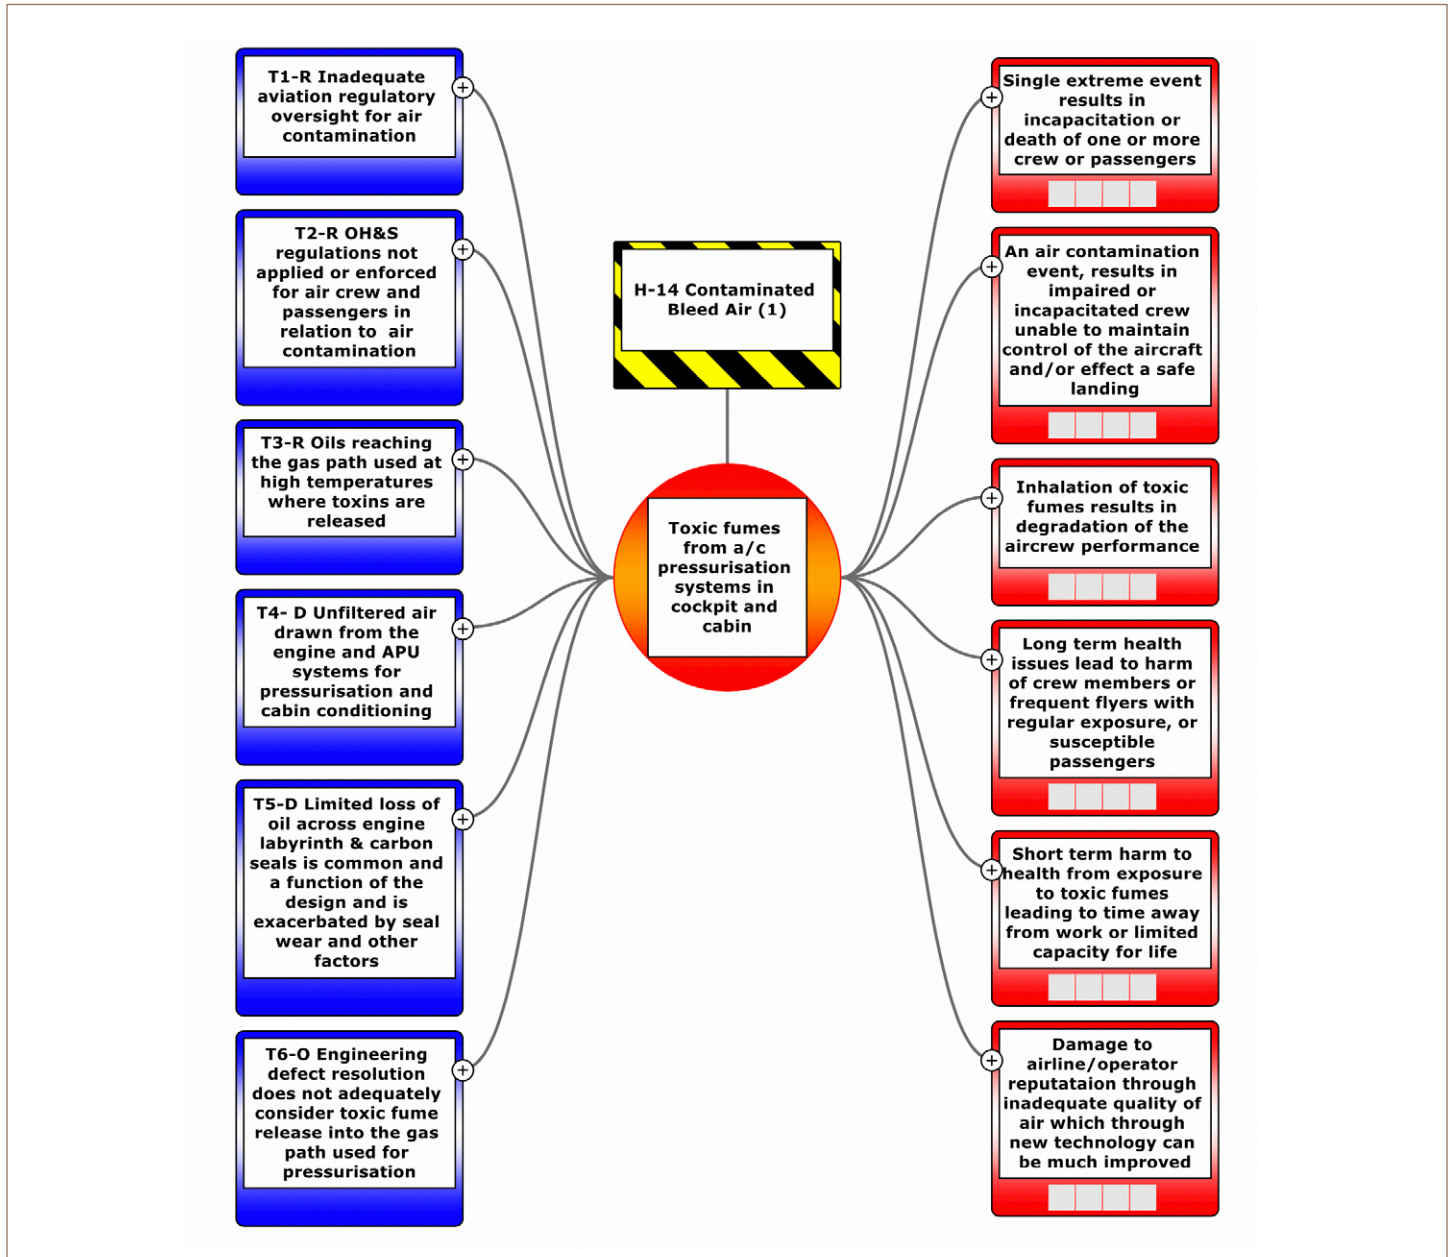 T1-R Inadequate
aviation regulatory
oversight for air
contamination
T2-R OH&S
regulations not
applied or enforced
for air crew and
passengers in
relation to air
contamination
T3-R Oils reaching
the gas path used at
high temperatures
where toxins are
released
T4- D Unfiltered air
drawn from the
engine and APU
systems for
pressurisation and
cabin conditioning
T5-D Limited loss of
oil across engine
labyrinth & carbon
seals is common and
a function of the
design and is
exacerbated by seal
wear and other
factors
T6-O Engineering
defect resolution
does not adequately
consider toxic fume
release into the gas
path used for
pressurisation
H-14 Contaminated
Bleed Air (1)
Toxic fumes
from a/c
pressurisation
systems in
cockpit and
cabin
Single extreme event
results in
incapacitation or
death of one or more
crew or passengers
An air contamination
event, results in
impaired or
incapacitated crew
unable to maintain
control of the aircraft
and/or effect a safe
landing
Inhalation of toxic
fumes results in
degradation of the
aircrew performance
Long term health
issues lead to harm
of crew members or
frequent flyers with
regular exposure, or
susceptible
passengers
Short term harm to
health from exposure
to toxic fumes
leading to time away
from work or limited
capacity for life
Damage to
airline/operator
reputataion through
inadequate quality of
air which through
new technology can
be much improved